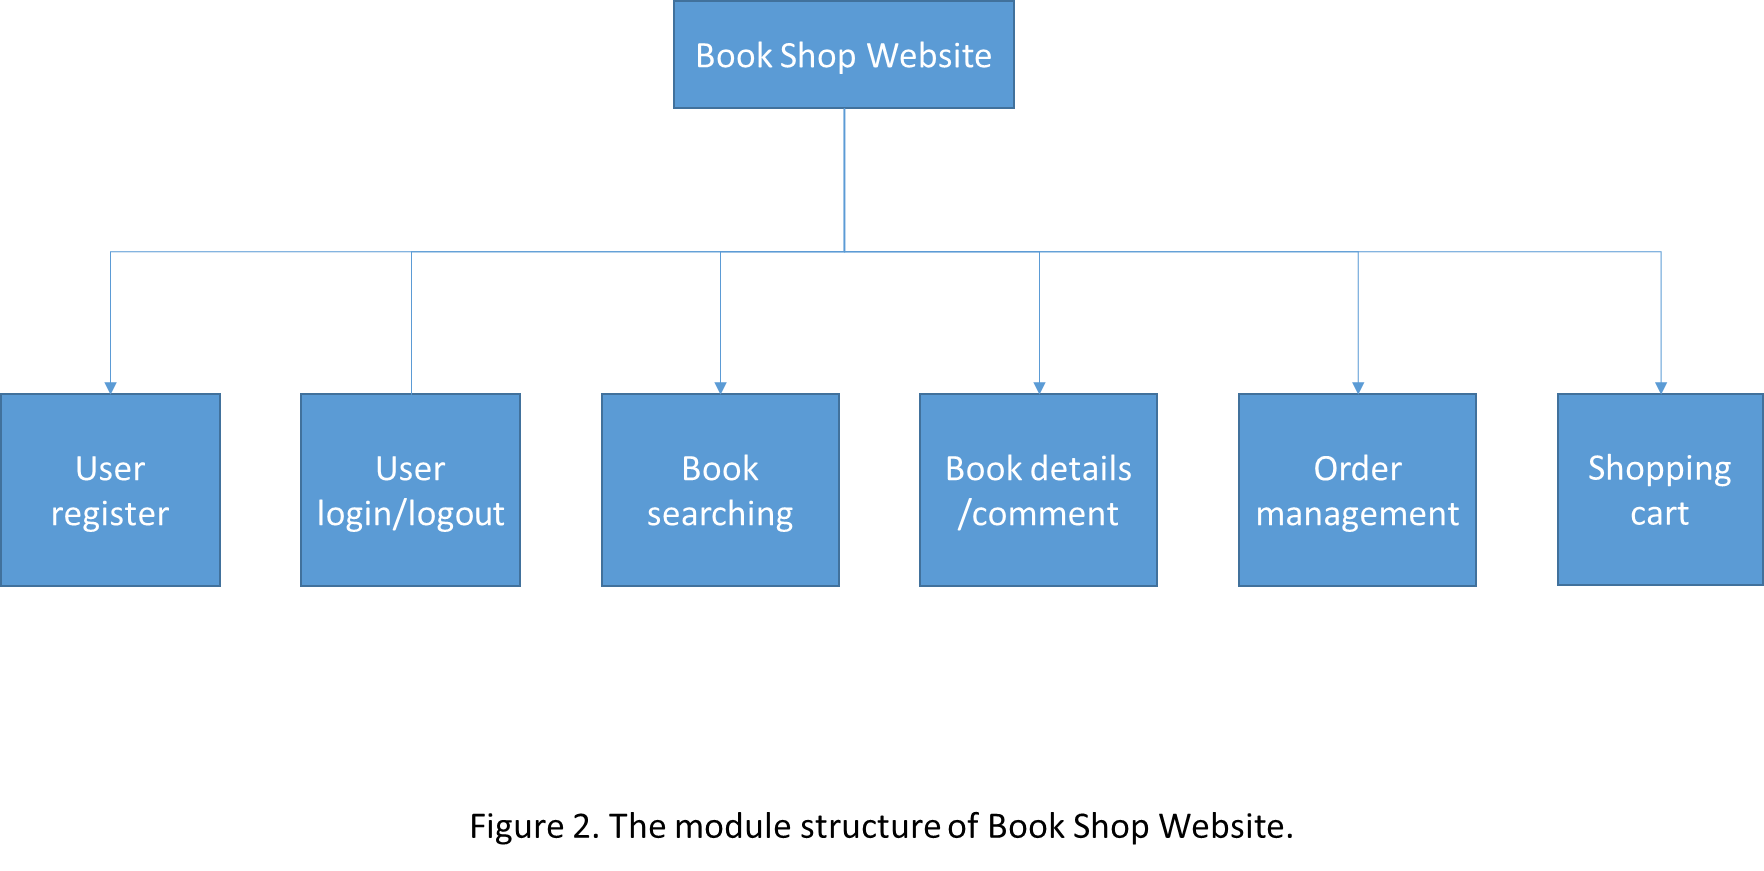 Book Shop Website
User
register
User
login/logout
Book
searching
Book details
/comment
Order
management
Shopping
cart
Figure 2. The module structure of Book Shop Website.